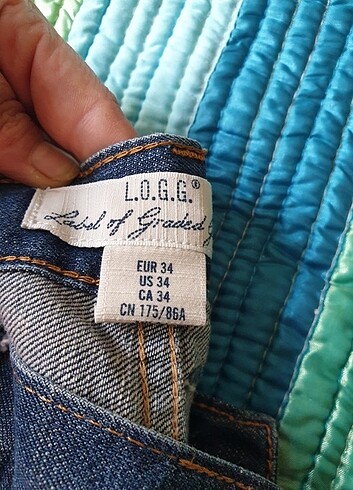 L.O.G.G.®
Label of Graded
EUR 34
US 34
CA 34
CN 175/86A